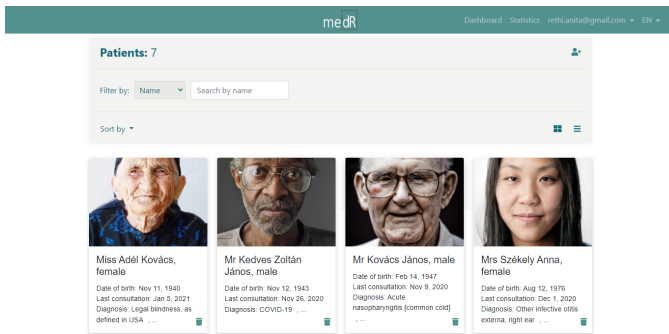 medR
Dashboard Statistics rethi.anita@gmail.com EN
Patients: 7
Filter by: Name Search by name
Sort by
Miss Adél Kovács,
female
Date of birth: Nov 11, 1940
Last consultation: Jan 5, 2021
Diagnosis: Legal blindness, as
defined in USA , ...
Mr Kedves Zoltán
János, male
Date of birth: Nov 12, 1943
Last consultation: Nov 26, 2020
Diagnosis: COVID-19 , ...
Mr Kovács János, male
Date of birth: Feb 14, 1947
Last consultation: Nov 9, 2020
Diagnosis: Acute
nasopharyngitis [common cold]
, ...
Mrs Székely Anna,
female
Date of birth: Aug 12, 1976
Last consultation: Dec 1, 2020
Diagnosis: Other infective otitis
externa, right ear , ...